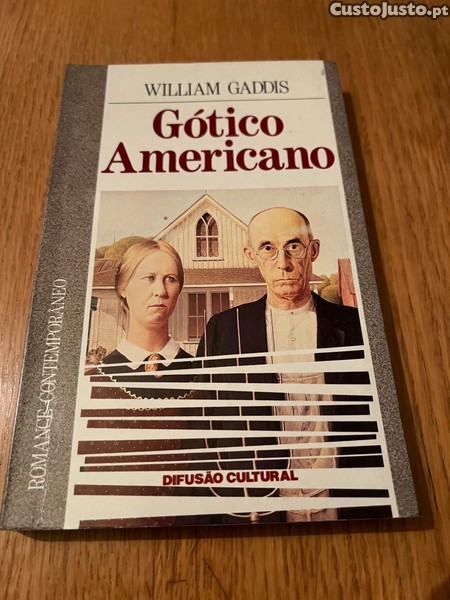 CustoJusto.pt
WILLIAM GADDIS
Gótico
Americano
ROMANCE CONTEMPORÂNEO
DIFUSÃO CULTURAL